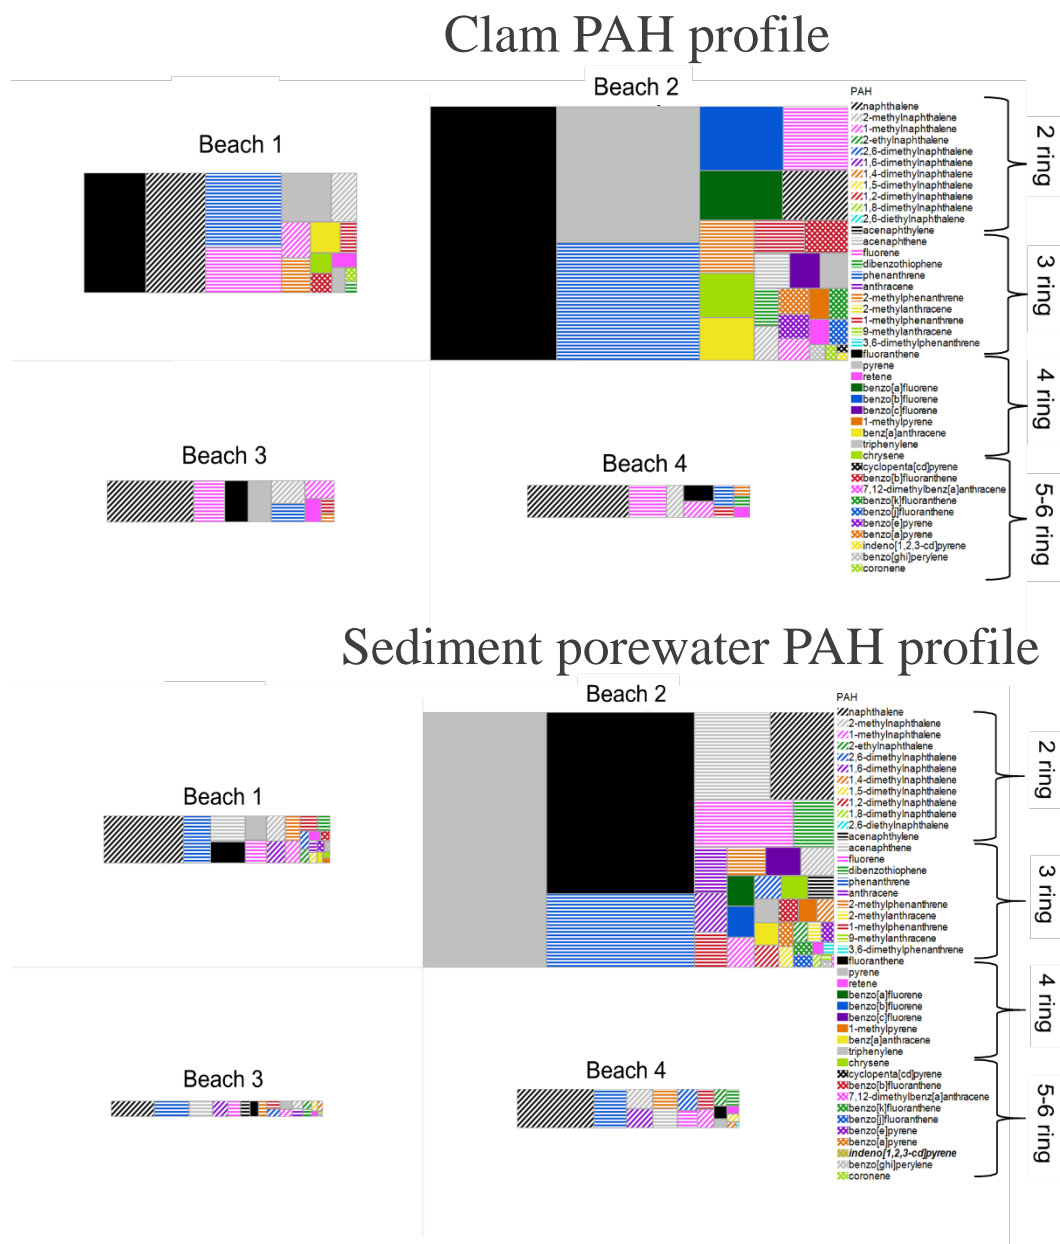 Clam PAH profile
Beach 1
Beach 2
Beach 3
Beach 4
PAH
naphthalene
2-methylnaphthalene
1-methylnaphthalene
2-ethylnaphthalene
2,6-dimethylnaphthalene
1,6-dimethylnaphthalene
1,4-dimethylnaphthalene
1,5-dimethylnaphthalene
1,2-dimethylnaphthalene
1,8-dimethylnaphthalene
2,6-diethylnaphthalene
acenaphthylene
acenaphthene
fluorene
dibenzothiophene
phenanthrene
anthracene
2-methylphenanthrene
2-methylanthracene
1-methylphenanthrene
9-methylanthracene
3,6-dimethylphenanthrene
fluoranthene
pyrene
retene
benzo[a]fluorene
benzo[b]fluorene
benzo[c]fluorene
1-methylpyrene
benz[a]anthracene
triphenylene
chrysene
cyclopenta[cd]pyrene
benzo[b]fluoranthene
7,12-dimethylbenz[a]anthracene
benzo[k]fluoranthene
benzo[j]fluoranthene
benzo[e]pyrene
benzo[a]pyrene
indeno[1,2,3-cd]pyrene
benzo[ghi]perylene
coronene
2 ring
3 ring
4 ring
5-6 ring
Sediment porewater PAH profile
Beach 1
Beach 2
Beach 3
Beach 4
PAH
naphthalene
2-methylnaphthalene
1-methylnaphthalene
2-ethylnaphthalene
2,6-dimethylnaphthalene
1,6-dimethylnaphthalene
1,4-dimethylnaphthalene
1,5-dimethylnaphthalene
1,2-dimethylnaphthalene
1,8-dimethylnaphthalene
2,6-diethylnaphthalene
acenaphthylene
acenaphthene
fluorene
dibenzothiophene
phenanthrene
anthracene
2-methylphenanthrene
2-methylanthracene
1-methylphenanthrene
9-methylanthracene
3,6-dimethylphenanthrene
fluoranthene
pyrene
retene
benzo[a]fluorene
benzo[b]fluorene
benzo[c]fluorene
1-methylpyrene
benz[a]anthracene
triphenylene
chrysene
cyclopenta[cd]pyrene
benzo[b]fluoranthene
7,12-dimethylbenz[a]anthracene
benzo[k]fluoranthene
benzo[j]fluoranthene
benzo[e]pyrene
benzo[a]pyrene
indeno[1,2,3-cd]pyrene
benzo[ghi]perylene
coronene
2 ring
3 ring
4 ring
5-6 ring